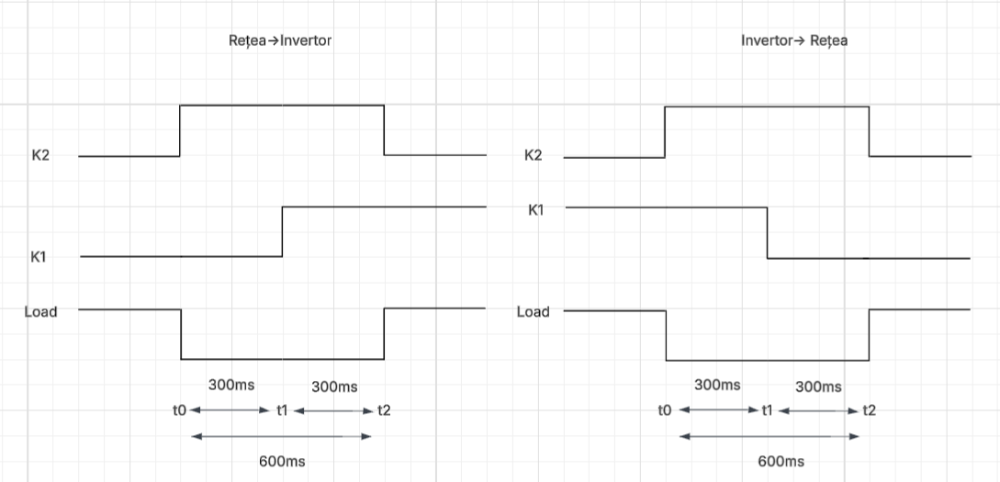 Rețea→Invertor
Invertor→ Rețea
K2
K2
K1
K1
Load
Load
300ms
300ms
300ms
300ms
t0
t1
t2
t0
t1
t2
600ms
600ms